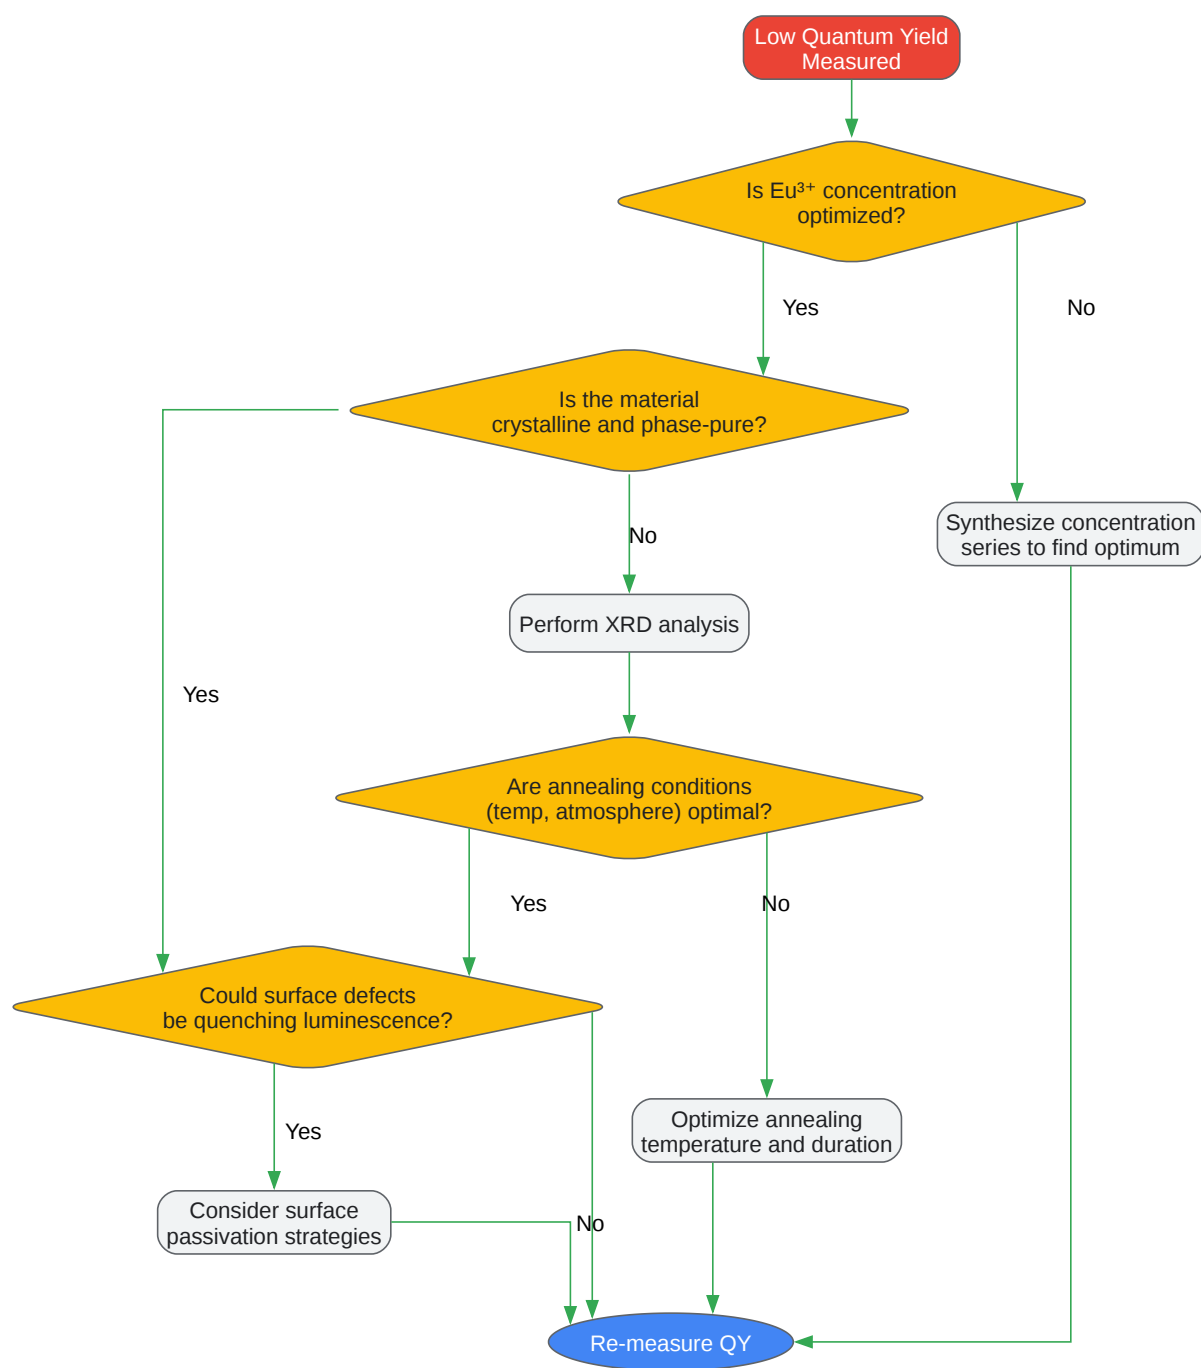 Low Quantum Yield
Measured
Is Eu³⁺ concentration
optimized?
Yes
No
Is the material
crystalline and phase-pure?
Synthesize concentration
series to find optimum
No
Perform XRD analysis
Yes
Are annealing conditions
(temp, atmosphere) optimal?
Yes
No
Could surface defects
be quenching luminescence?
Optimize annealing
temperature and duration
Yes
Consider surface
passivation strategies
No
Re-measure QY